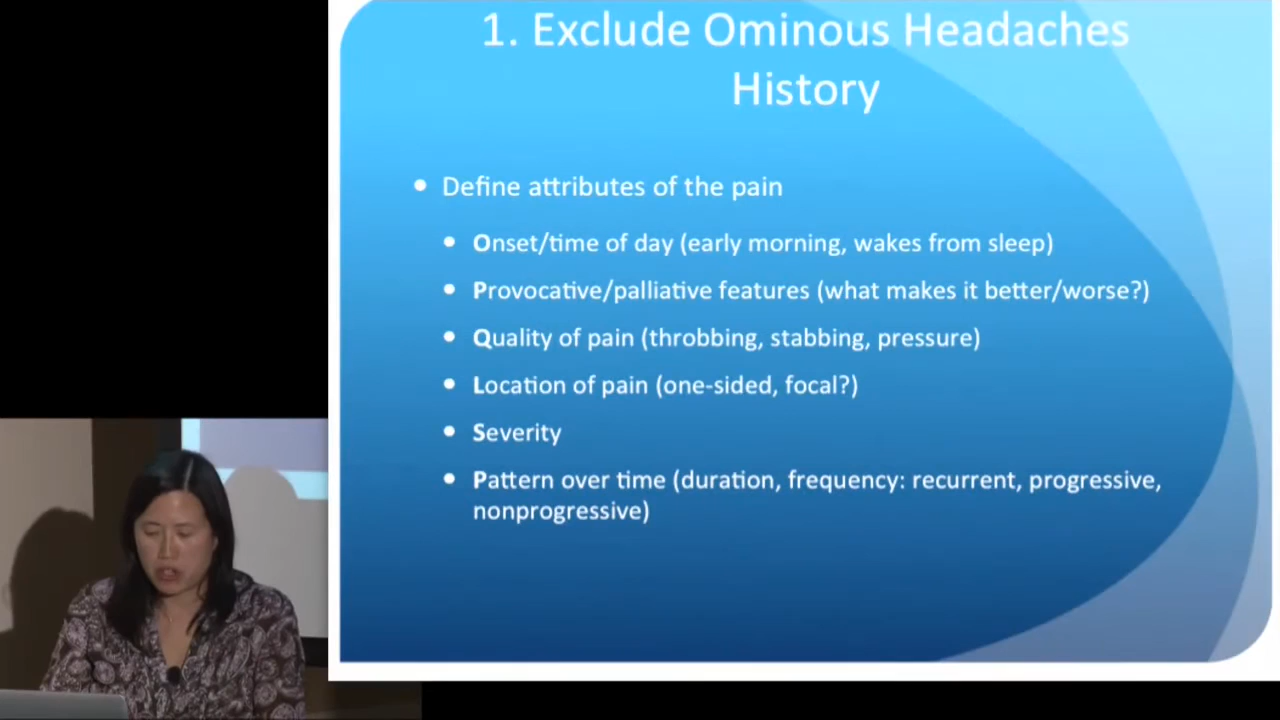 1. Exclude Ominous Headaches
History
• Define attributes of the pain
• Onset/time of day (early morning, wakes from sleep)
• Provocative/palliative features (what makes it better/worse?)
• Quality of pain (throbbing, stabbing, pressure)
• Location of pain (one-sided, focal?)
• Severity
• Pattern over time (duration, frequency: recurrent, progressive,
nonprogressive)